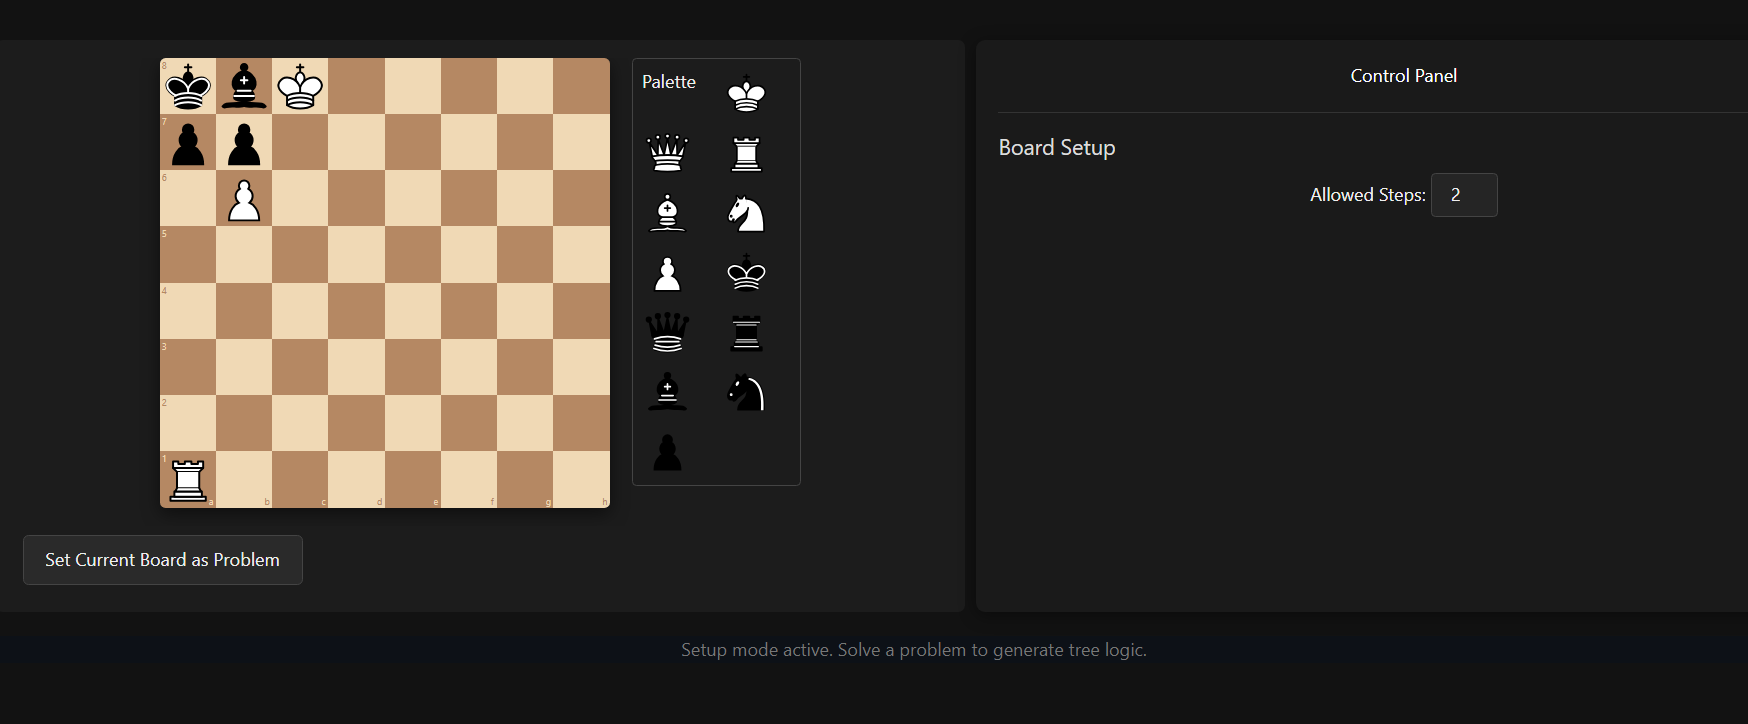 Palette
Control Panel
Board Setup
Allowed Steps: 2
8
7
6
5
4
3
2
1
a b c d e f g h
Set Current Board as Problem
Setup mode active. Solve a problem to generate tree logic.